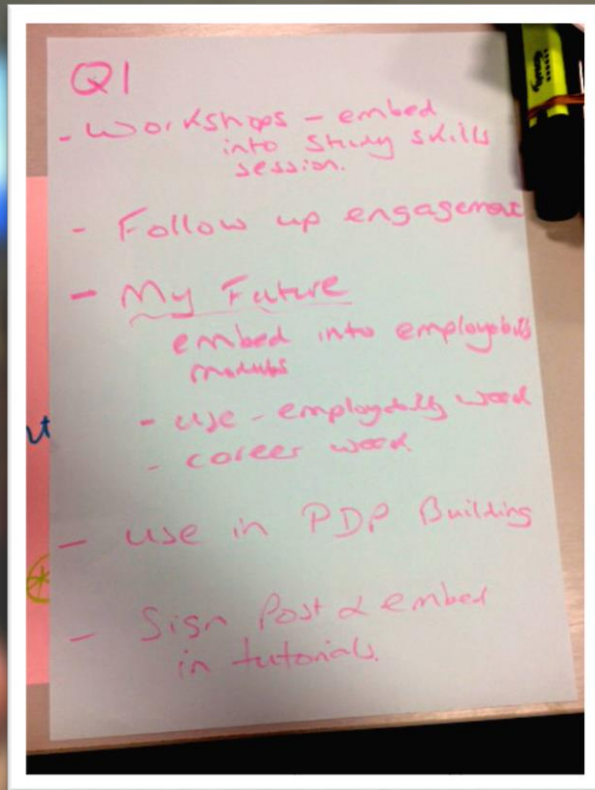 Q1
- Workshops - embed
into study skills
session.
- Follow up engagement
- My Future
embed into employabili
modules
- use - employability week
- career week
- use in PDP Building
- Sign Post & embed
in tutorials.